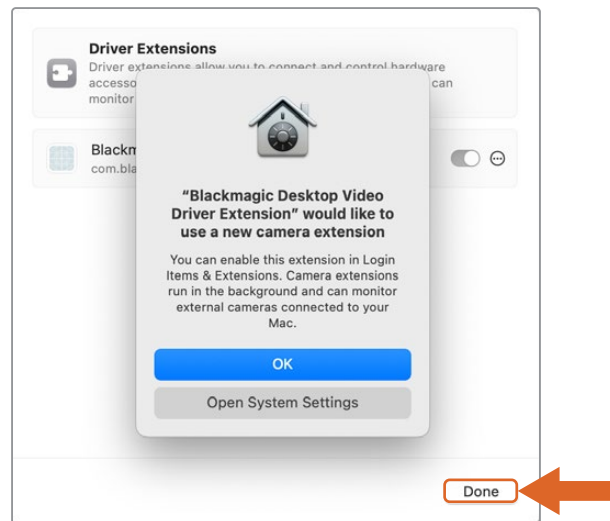 Driver Extensions
Driver extensions allow you to connect and control hardware
accesso can
monitor
Blackm
com.bla
“Blackmagic Desktop Video
Driver Extension” would like to
use a new camera extension
You can enable this extension in Login
Items & Extensions. Camera extensions
run in the background and can monitor
external cameras connected to your
Mac.
OK
Open System Settings
Done